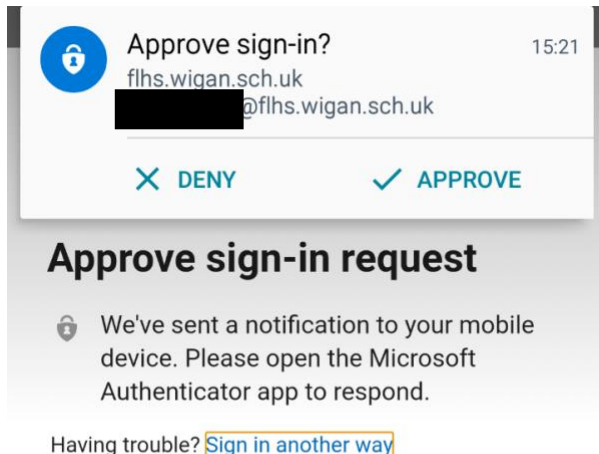 Approve sign-in? 15:21
flhs.wigan.sch.uk
@flhs.wigan.sch.uk
DENY APPROVE
Approve sign-in request
We've sent a notification to your mobile
device. Please open the Microsoft
Authenticator app to respond.
Having trouble? Sign in another way